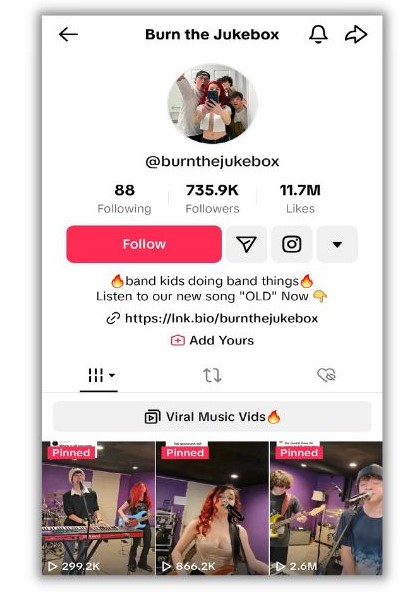 Burn the Jukebox
@burnthejukebox
88 735.9K 11.7M
Following Followers Likes
Follow
🔥band kids doing band things🔥
Listen to our new song "OLD" Now 👇
https://lnk.bio/burnthejukebox
Add Yours
Viral Music Vids🔥
Pinned Pinned Pinned
299.2K 866.2K 2.6M